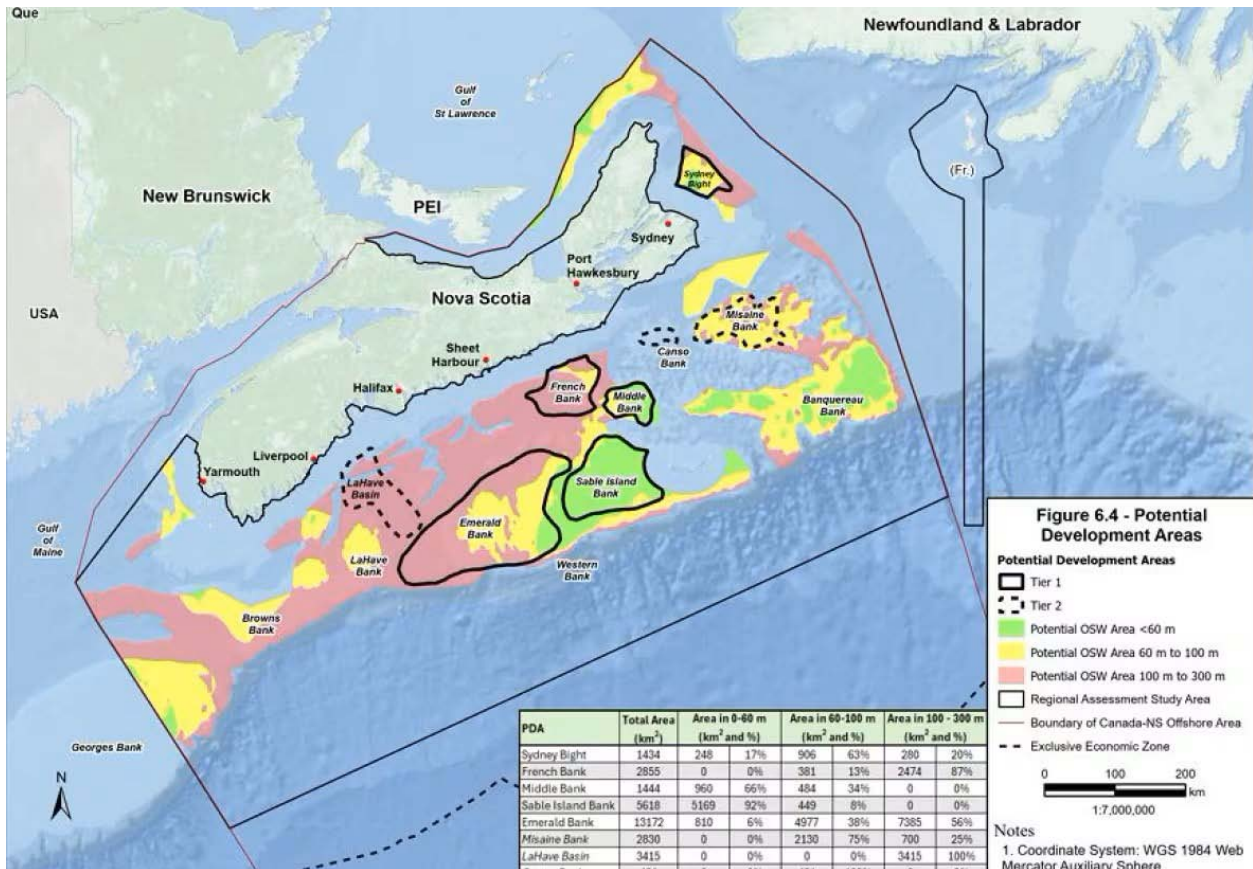 Que
Newfoundland & Labrador
Gulf
of
St Lawrence
New Brunswick
PEI
(Fr.)
Sydney
Bight
Sydney
USA
Port
Hawkesbury
Nova Scotia
Misaine
Bank
Sheet
Harbour
Canso
Bank
Halifax
French
Bank
Middle
Bank
Banquereau
Bank
Liverpool
Yarmouth
LaHave
Basin
Sable Island
Bank
Gulf
of
Maine
Emerald
Bank
LaHave
Bank
Western
Bank
Browns
Bank
Georges Bank
N
Figure 6.4 - Potential
Development Areas
Potential Development Areas
Tier 1
Tier 2
Potential OSW Area <60 m
Potential OSW Area 60 m to 100 m
Potential OSW Area 100 m to 300 m
Regional Assessment Study Area
Boundary of Canada-NS Offshore Area
Exclusive Economic Zone
0 100 200
km
1:7,000,000
Notes
1. Coordinate System: WGS 1984 Web
Mercator Auxiliary Sphere
PDA Total Area Area in 0-60 m Area in 60-100 m Area in 100 - 300 m
(km²) (km² and %) (km² and %) (km² and %)
Sydney Bight 1434 248 17% 906 63% 280 20%
French Bank 2855 0 0% 381 13% 2474 87%
Middle Bank 1444 960 66% 484 34% 0 0%
Sable Island Bank 5618 5169 92% 449 8% 0 0%
Emerald Bank 13172 810 6% 4977 38% 7385 56%
Misaine Bank 2830 0 0% 2130 75% 700 25%
LaHave Basin 3415 0 0% 0 0% 3415 100%